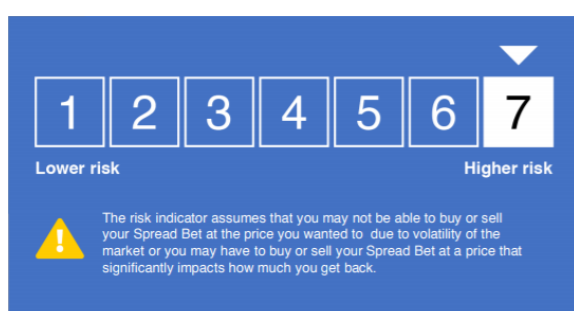 1 2 3 4 5 6 7
Lower risk Higher risk
The risk indicator assumes that you may not be able to buy or sell
your Spread Bet at the price you wanted to due to volatility of the
market or you may have to buy or sell your Spread Bet at a price that
significantly impacts how much you get back.